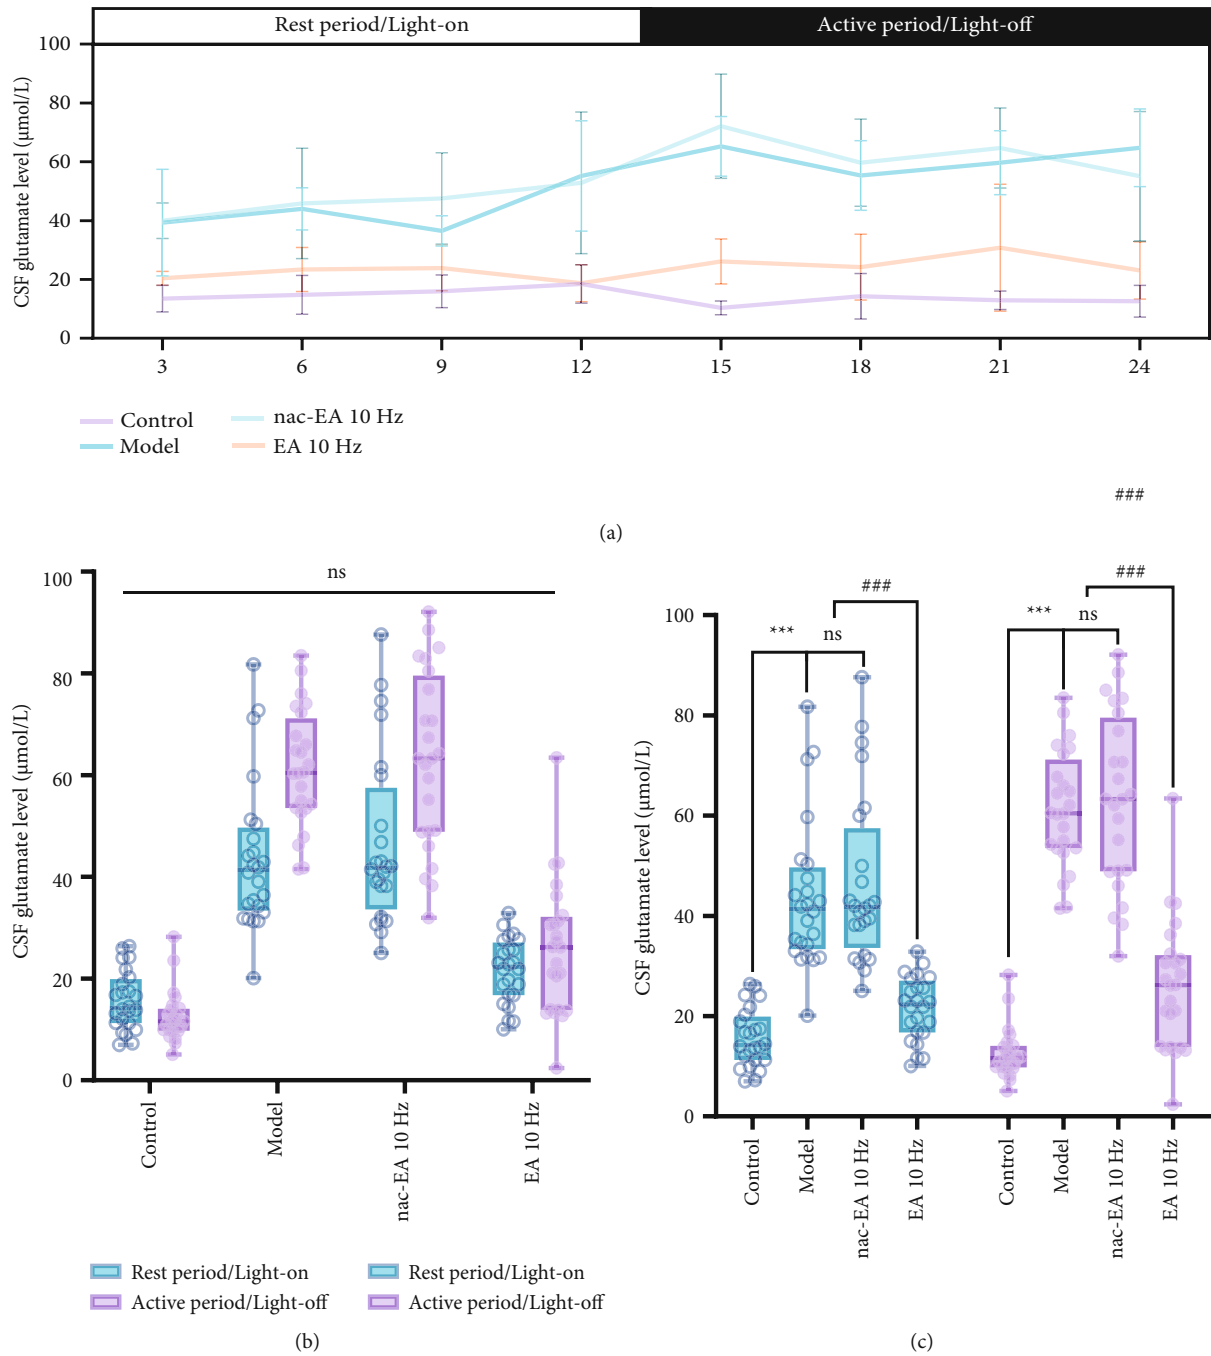 Rest period/Light-on
Active period/Light-off
CSF glutamate level (μmol/L)
100
80
60
40
20
0
3
6
9
12
15
18
21
24
Control
nac-EA 10 Hz
Model
EA 10 Hz
###
(a)
CSF glutamate level (μmol/L)
100
80
60
40
20
0
ns
Control
Model
nac-EA 10 Hz
EA 10 Hz
Rest period/Light-on
Rest period/Light-on
Active period/Light-off
Active period/Light-off
(b)
CSF glutamate level (μmol/L)
100
80
60
40
20
0
***
ns
###
***
ns
###
Control
Model
nac-EA 10 Hz
EA 10 Hz
Control
Model
nac-EA 10 Hz
EA 10 Hz
(c)